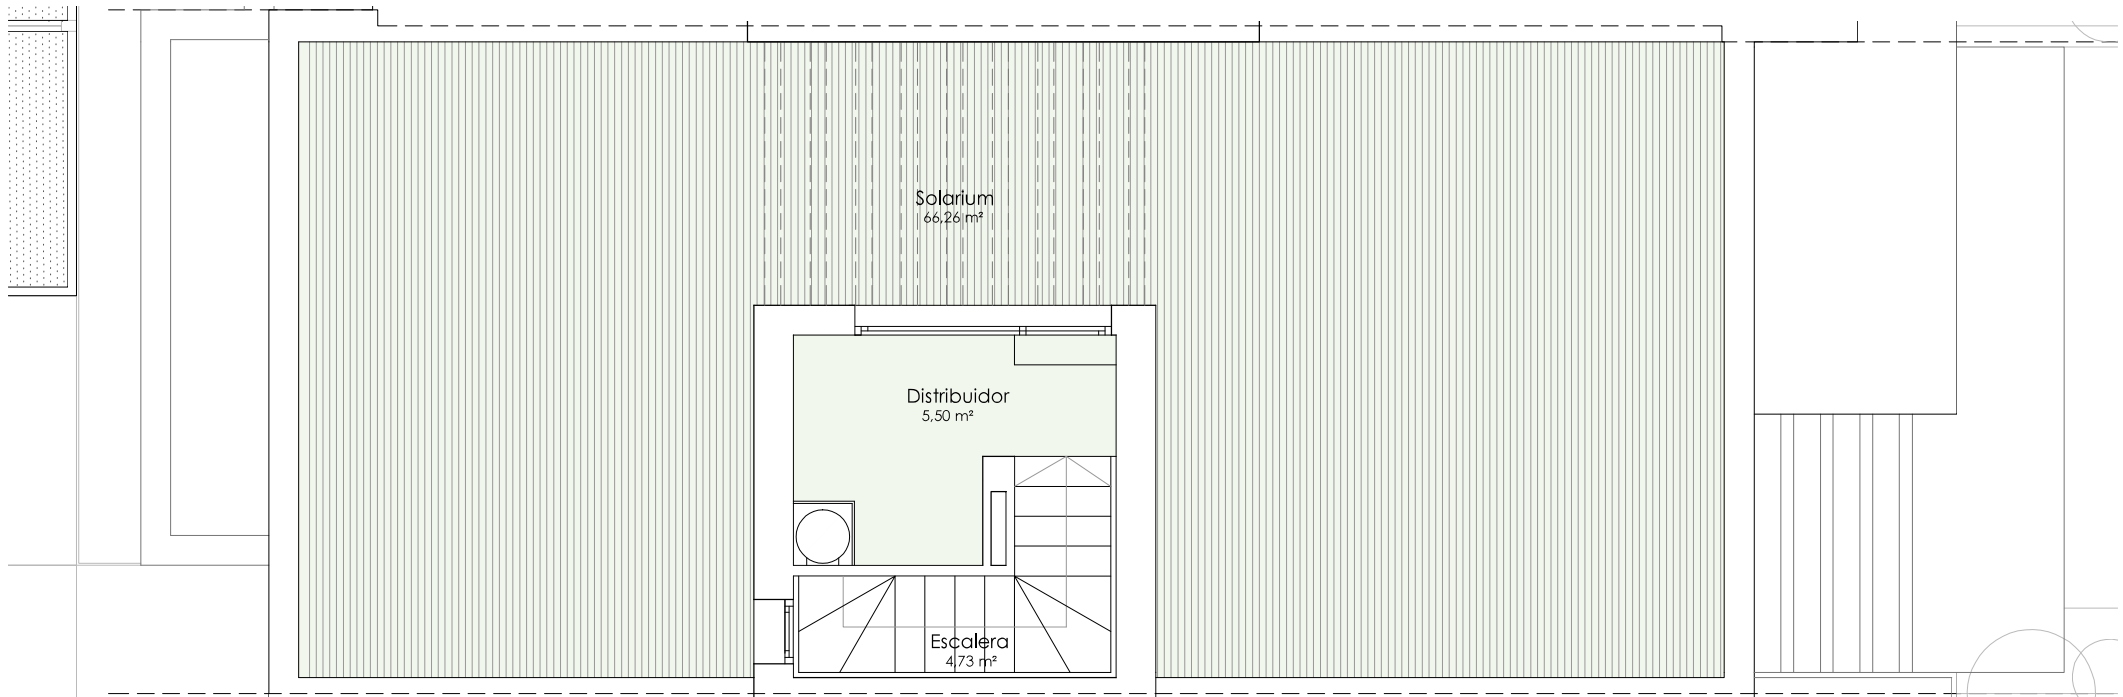 Solarium
66,26 m²
Distribuidor
5,50 m²
Escalera
4,73 m²